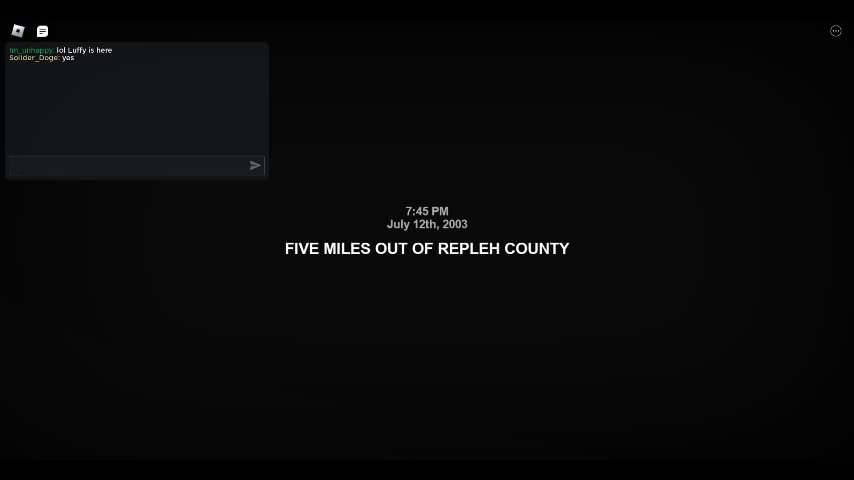 Im_unhappy: lol Luffy is here
Solider_Doge: yes
7:45 PM
July 12th, 2003
FIVE MILES OUT OF REPLEH COUNTY